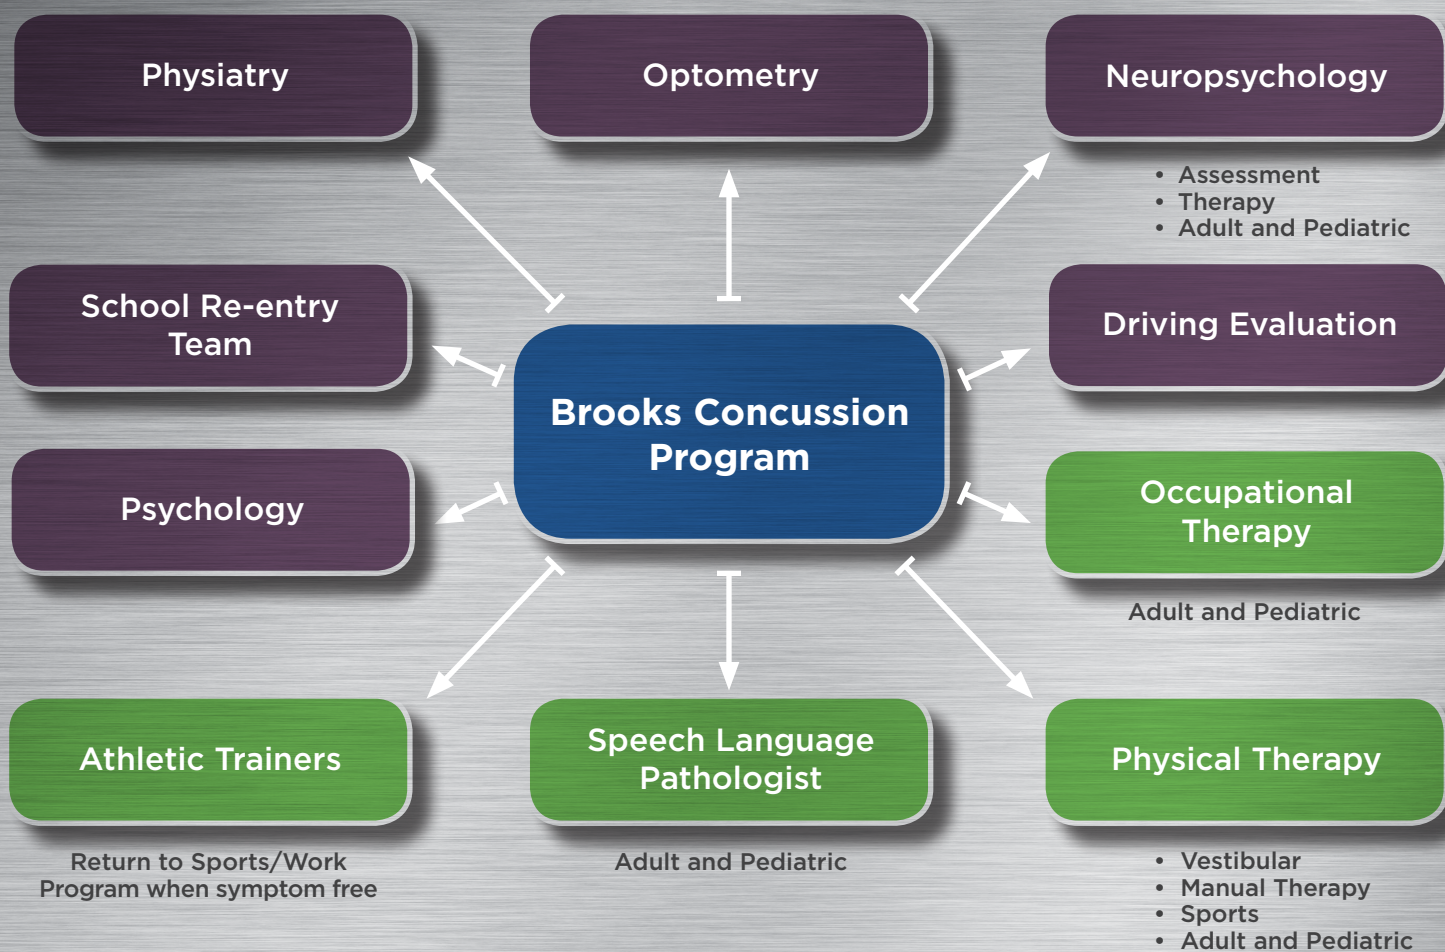 Physiatry
Optometry
Neuropsychology
• Assessment
• Therapy
• Adult and Pediatric
School Re-entry
Team
Driving Evaluation
Brooks Concussion
Program
Psychology
Occupational
Therapy
Adult and Pediatric
Athletic Trainers
Return to Sports/Work
Program when symptom free
Speech Language
Pathologist
Adult and Pediatric
Physical Therapy
• Vestibular
• Manual Therapy
• Sports
• Adult and Pediatric